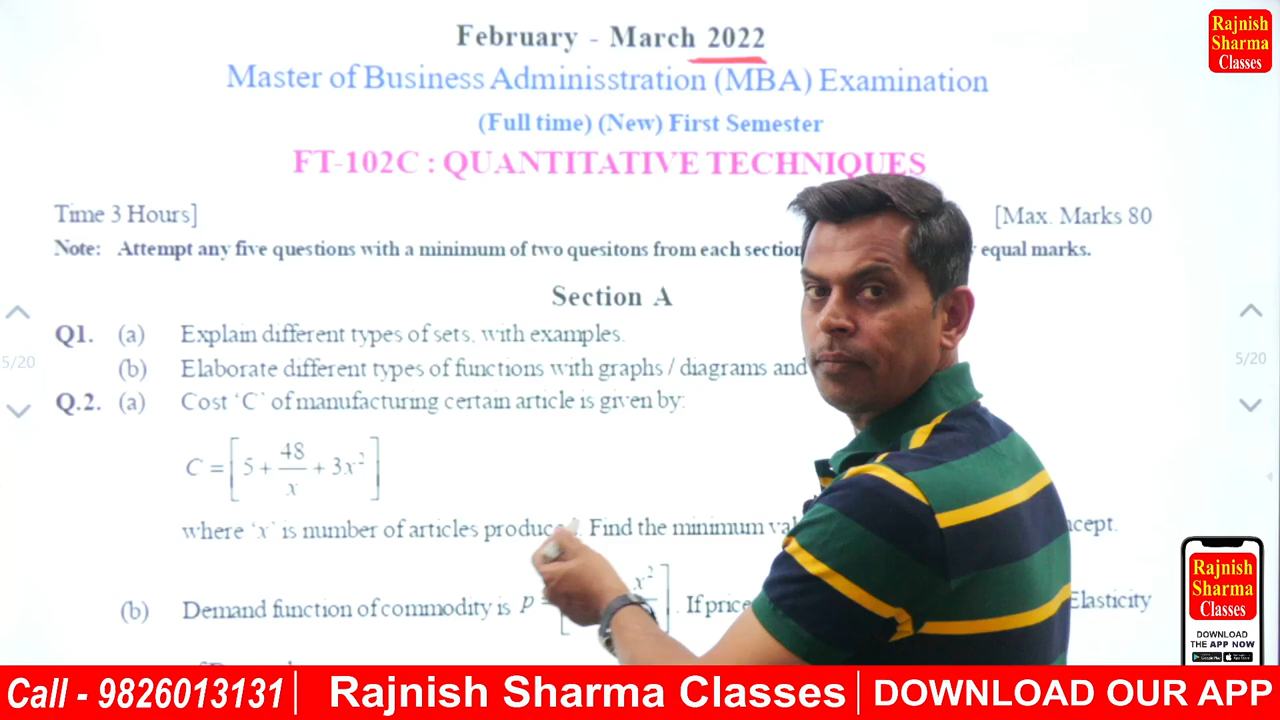 February - March 2022
Master of Business Adminisstration (MBA) Examination
(Full time) (New) First Semester
FT-102C : QUANTITATIVE TECHNIQUES
Time 3 Hours] [Max. Marks 80
Note: Attempt any five questions with a minimum of two quesitons from each section equal marks.
Section A
Q1. (a) Explain different types of sets, with examples.
(b) Elaborate different types of functions with graphs / diagrams and
Q.2. (a) Cost 'C' of manufacturing certain article is given by:
C = [5 + 48/x + 3x²]
where 'x' is number of articles Find the minimum
(b) Demand function of commodity is P x² ] . If price Elasticity
5/20
5/20
Rajnish
Sharma
Classes
Rajnish
Sharma
Classes
DOWNLOAD
THE APP NOW
Call - 9826013131 | Rajnish Sharma Classes | DOWNLOAD OUR APP